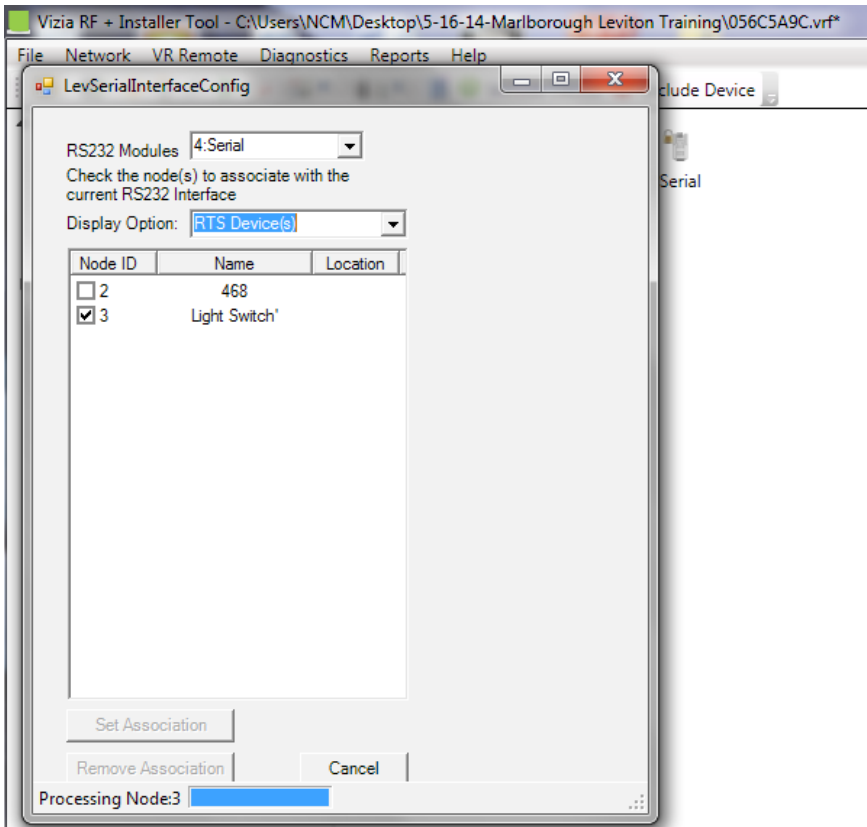 Vizia RF + Installer Tool - C:\Users\NCM\Desktop\5-16-14-Marlborough Leviton Training\056C5A9C.vrf*
File Network VR Remote Diagnostics Reports Help
LevSerialInterfaceConfig
clude Device
RS232 Modules 4:Serial
Serial
Check the node(s) to associate with the
current RS232 Interface
Display Option: RTS Device(s)
Node ID Name Location
2 468
3 Light Switch'
Set Association
Remove Association Cancel
Processing Node:3